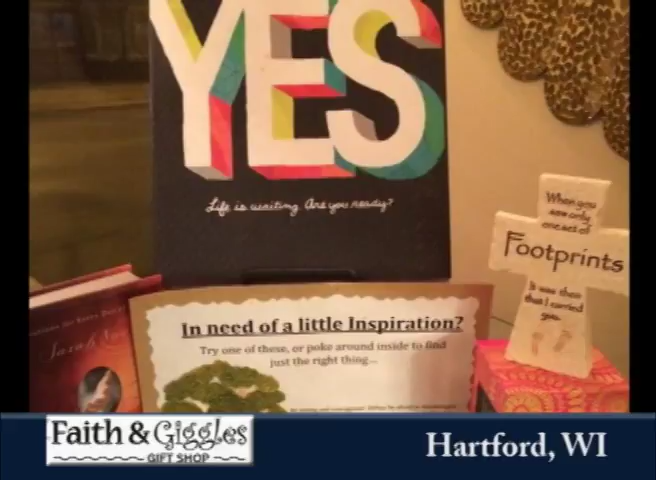 YES
Life is waiting. Are you ready?
When you
saw only
one set of
Footprints
It was then
that I carried
you.
In need of a little Inspiration?
Try one of these, or poke around inside to find
just the right thing...
Sarah
Faith & Giggles
GIFT SHOP
Hartford, WI